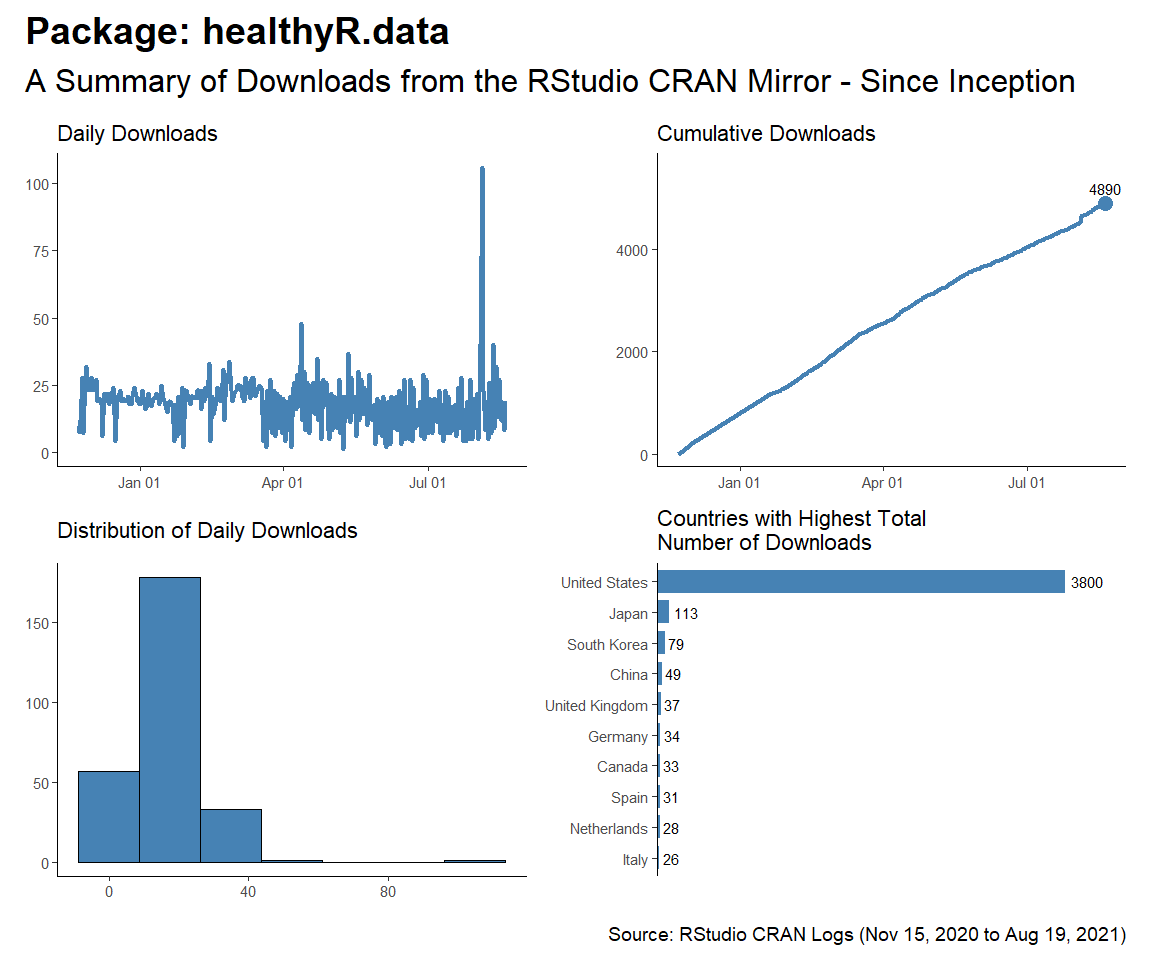 Package: healthyR.data
A Summary of Downloads from the RStudio CRAN Mirror - Since Inception
Daily Downloads
100
75
50
25
0
Jan 01
Apr 01
Jul 01
Cumulative Downloads
4890
4000
2000
0
Jan 01
Apr 01
Jul 01
Distribution of Daily Downloads
150
100
50
0
0
40
80
Countries with Highest Total
Number of Downloads
United States 3800
Japan 113
South Korea 79
China 49
United Kingdom 37
Germany 34
Canada 33
Spain 31
Netherlands 28
Italy 26
Source: RStudio CRAN Logs (Nov 15, 2020 to Aug 19, 2021)